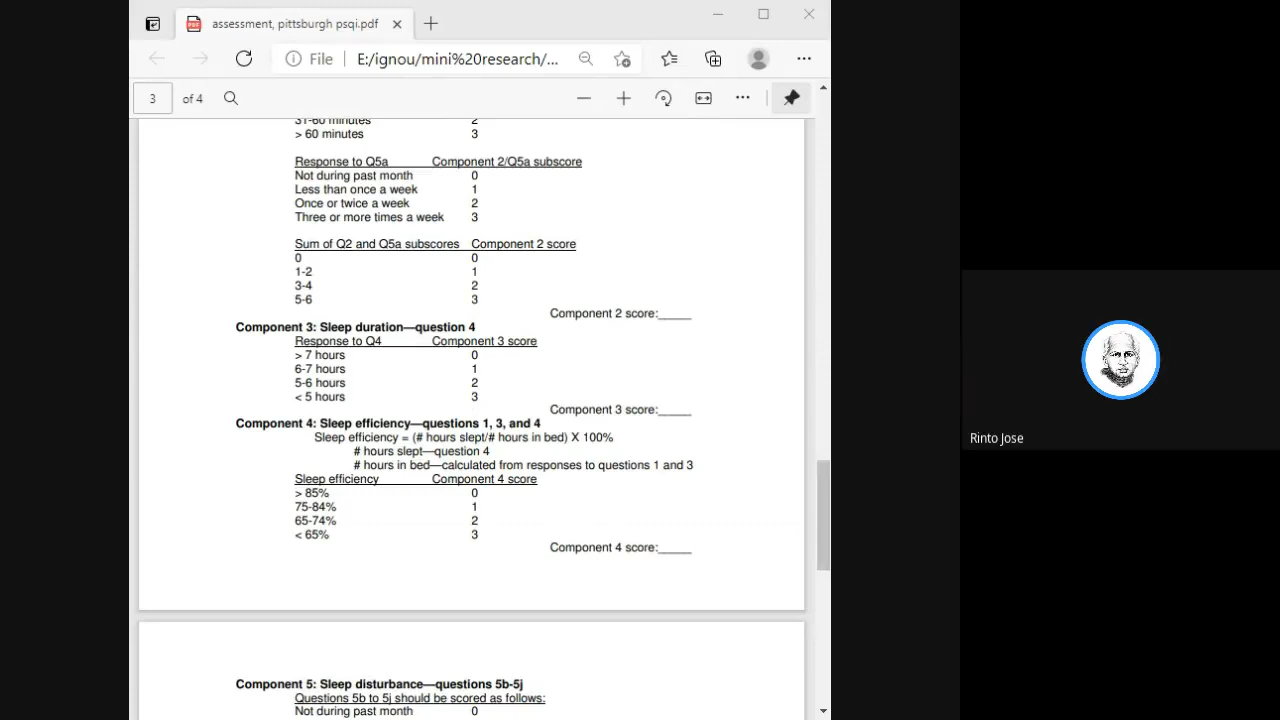 assessment, pittsburgh psqi.pdf
File
E:/ignou/mini%20research/...
3 of 4
31-60 minutes 2
> 60 minutes 3
Response to Q5a Component 2/Q5a subscore
Not during past month 0
Less than once a week 1
Once or twice a week 2
Three or more times a week 3
Sum of Q2 and Q5a subscores Component 2 score
0 0
1-2 1
3-4 2
5-6 3
Component 2 score:_____
Component 3: Sleep duration—question 4
Response to Q4 Component 3 score
> 7 hours 0
6-7 hours 1
5-6 hours 2
< 5 hours 3
Component 3 score:_____
Component 4: Sleep efficiency—questions 1, 3, and 4
Sleep efficiency = (# hours slept/# hours in bed) X 100%
# hours slept—question 4
# hours in bed—calculated from responses to questions 1 and 3
Sleep efficiency Component 4 score
> 85% 0
75-84% 1
65-74% 2
< 65% 3
Component 4 score:_____
Component 5: Sleep disturbance—questions 5b-5j
Questions 5b to 5j should be scored as follows:
Not during past month 0
Rinto Jose